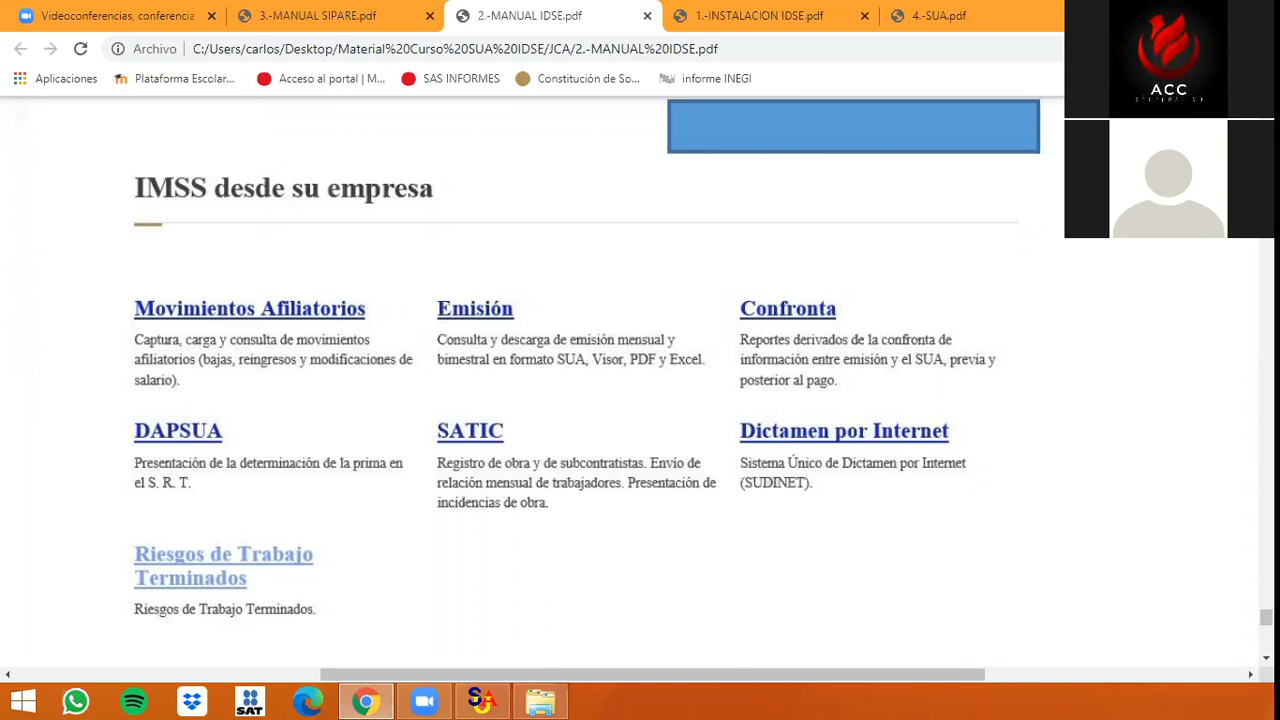 Videoconferencias, conferencia
3.-MANUAL SIPARE.pdf
2.-MANUAL IDSE.pdf
1.-INSTALACION IDSE.pdf
4.-SUA.pdf
Archivo
C:/Users/carlos/Desktop/Material%20Curso%20SUA%20IDSE/JCA/2.-MANUAL%20IDSE.pdf
Aplicaciones
Plataforma Escolar...
Acceso al portal | M...
SAS INFORMES
Constitución de So...
informe INEGI
ACC
IMSS desde su empresa
Movimientos Afiliatorios
Captura, carga y consulta de movimientos
afiliatorios (bajas, reingresos y modificaciones de
salario).
Emisión
Consulta y descarga de emisión mensual y
bimestral en formato SUA, Visor, PDF y Excel.
Confronta
Reportes derivados de la confronta de
información entre emisión y el SUA, previa y
posterior al pago.
DAPSUA
Presentación de la determinación de la prima en
el S. R. T.
SATIC
Registro de obra y de subcontratistas. Envío de
relación mensual de trabajadores. Presentación de
incidencias de obra.
Dictamen por Internet
Sistema Único de Dictamen por Internet
(SUDINET).
Riesgos de Trabajo
Terminados
Riesgos de Trabajo Terminados.
SAT